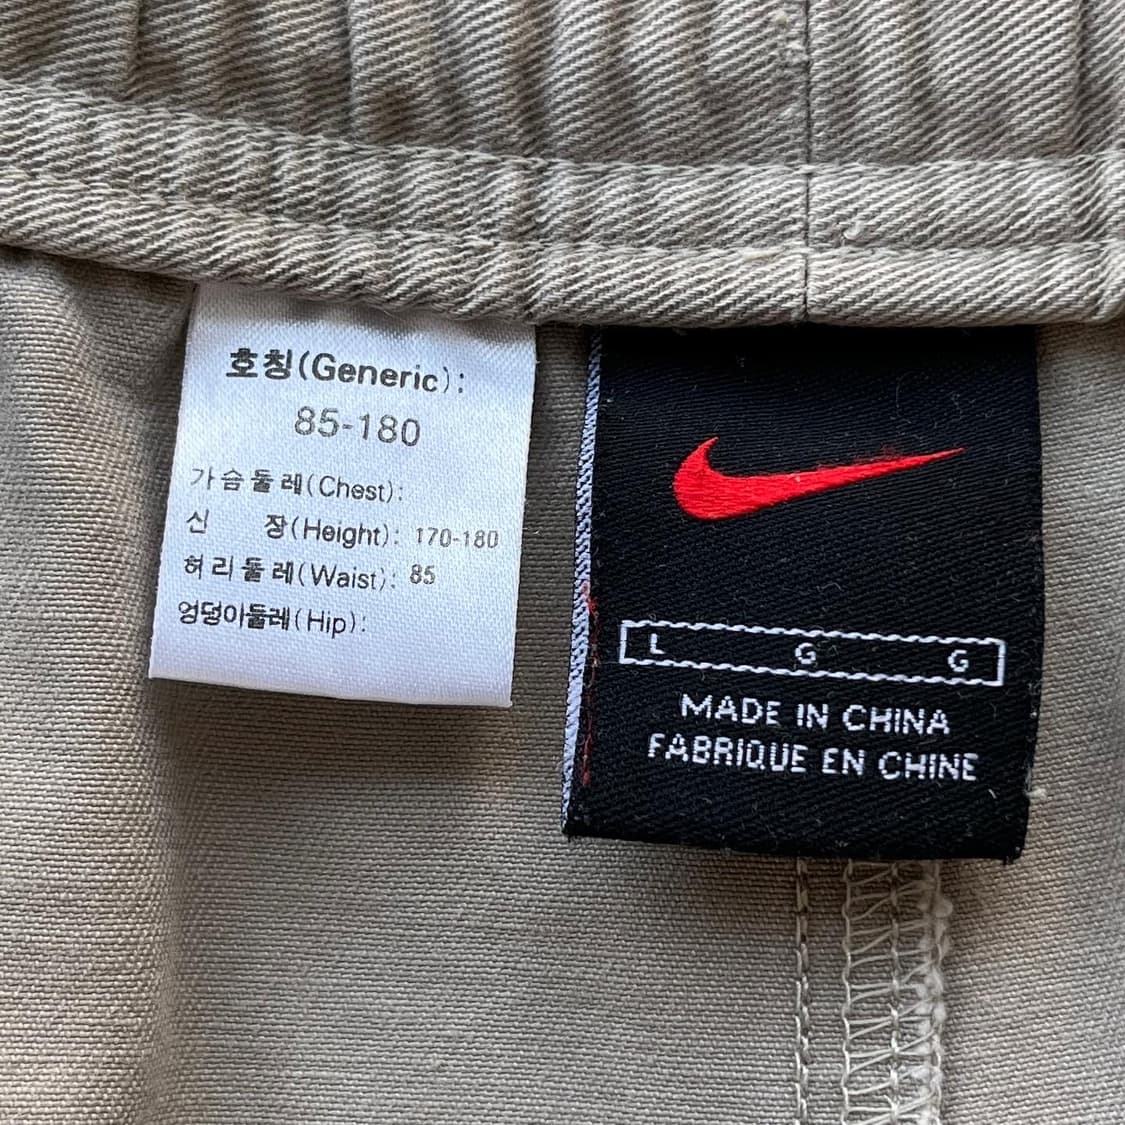 호칭(Generic):
85-180
가슴둘레(Chest):
신 장(Height): 170-180
허리둘레(Waist): 85
엉덩이둘레(Hip):
L G G
MADE IN CHINA
FABRIQUE EN CHINE